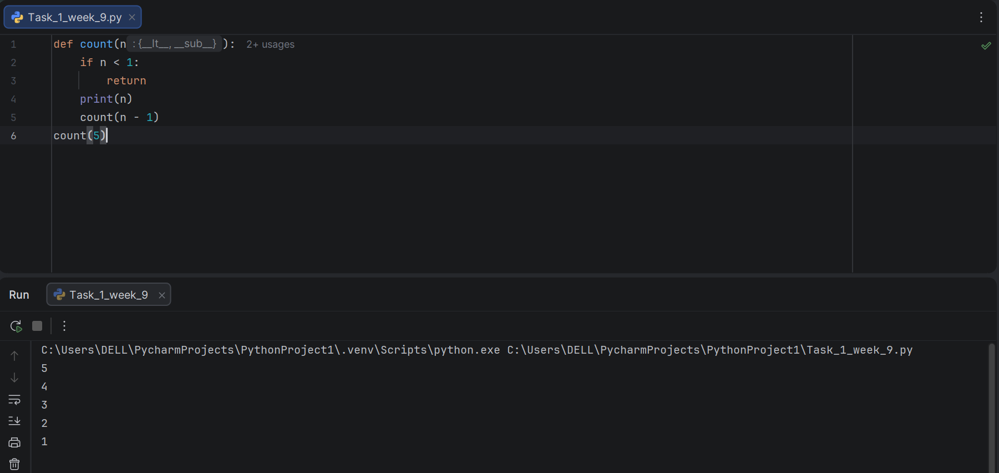 Task_1_week_9.py
1 def count(n : {__lt__, __sub__} ): 2+ usages
2     if n < 1:
3         return
4     print(n)
5     count(n - 1)
6 count(5)
Run Task_1_week_9
C:\Users\DELL\PycharmProjects\PythonProject1\.venv\Scripts\python.exe C:\Users\DELL\PycharmProjects\PythonProject1\Task_1_week_9.py
5
4
3
2
1